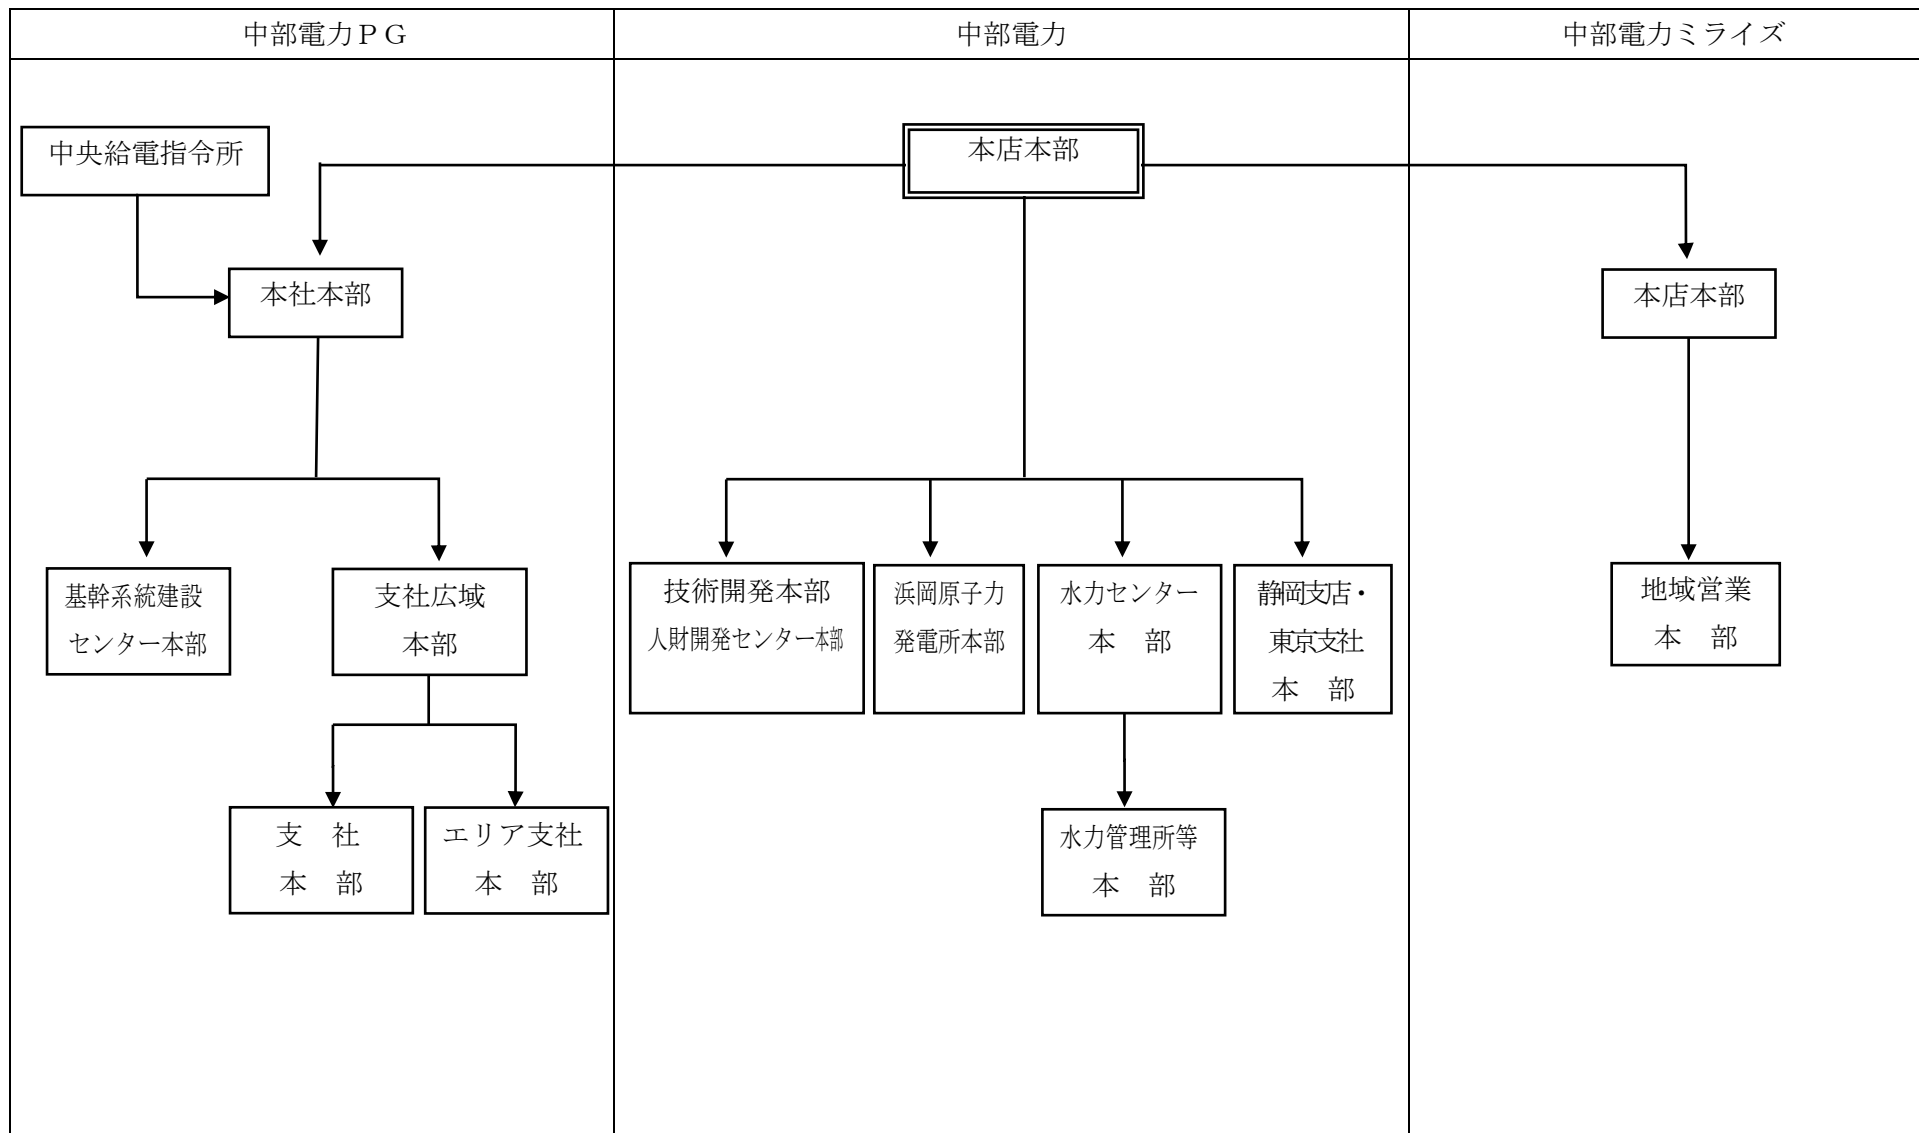 中部電力ＰＧ
中部電力
中部電力ミライズ
中央給電指令所
本店本部
本社本部
本店本部
基幹系統建設
センター本部
支社広域
本部
技術開発本部
人財開発センター本部
浜岡原子力
発電所本部
水力センター
本　部
静岡支店・
東京支社
本　部
地域営業
本　部
支　社
本　部
エリア支社
本　部
水力管理所等
本　部